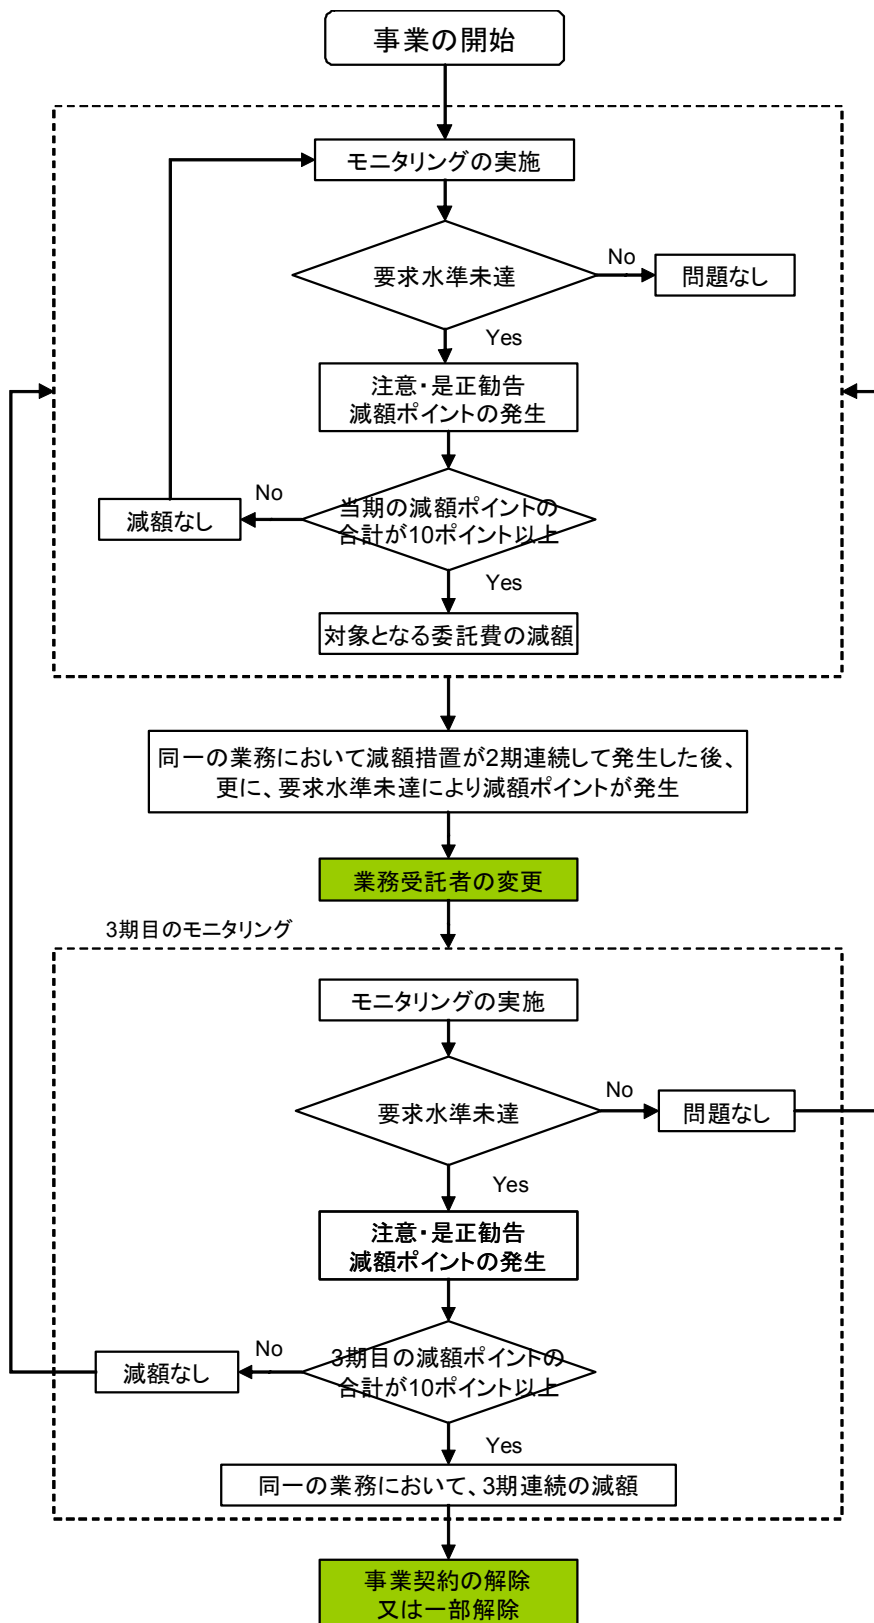 事業の開始
モニタリングの実施
要求水準未達
No
問題なし
Yes
注意・是正勧告
減額ポイントの発生
No
減額なし
当期の減額ポイントの
合計が10ポイント以上
Yes
対象となる委託費の減額
同一の業務において減額措置が2期連続して発生した後、
更に、要求水準未達により減額ポイントが発生
業務受託者の変更
3期目のモニタリング
モニタリングの実施
要求水準未達
No
問題なし
Yes
注意・是正勧告
減額ポイントの発生
No
減額なし
3期目の減額ポイントの
合計が10ポイント以上
Yes
同一の業務において、3期連続の減額
事業契約の解除
又は一部解除